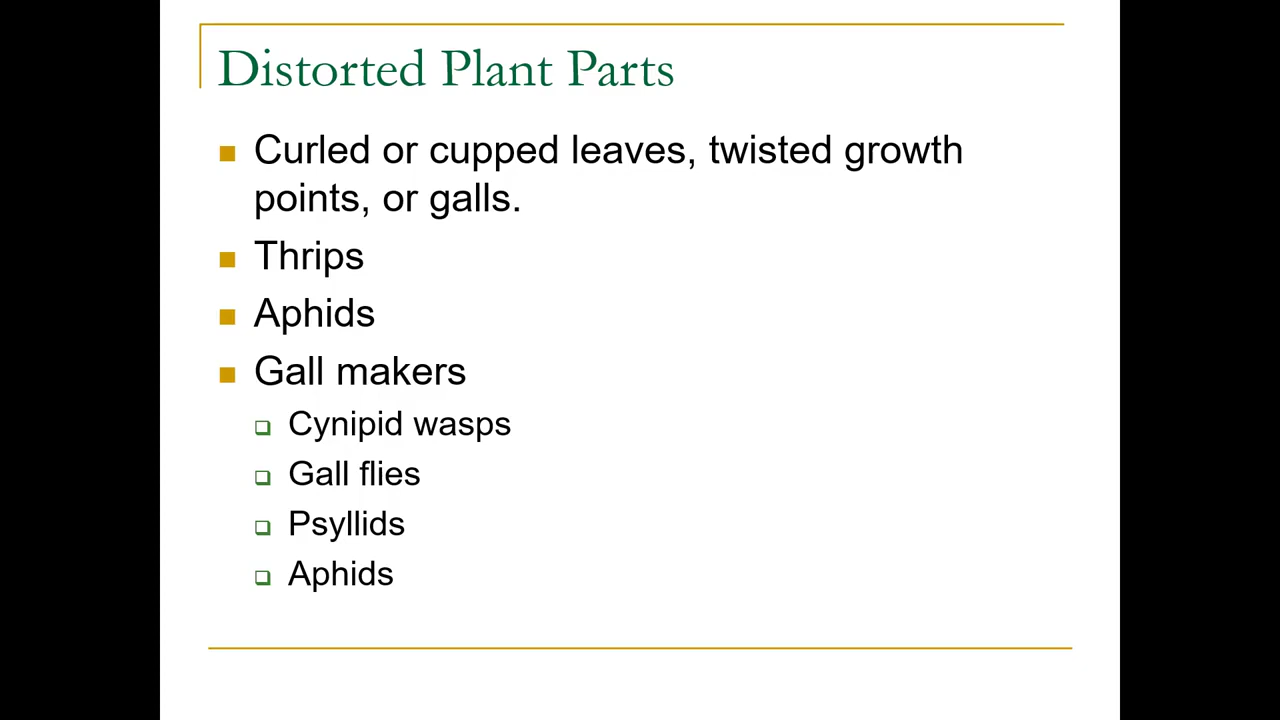 Distorted Plant Parts
Curled or cupped leaves, twisted growth
points, or galls.
Thrips
Aphids
Gall makers
Cynipid wasps
Gall flies
Psyllids
Aphids